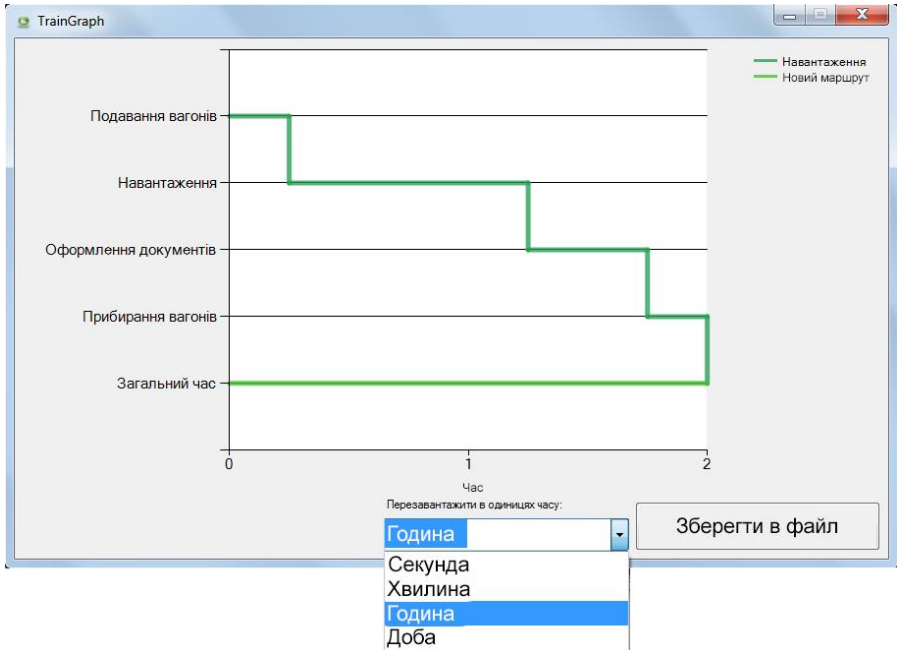 TrainGraph
Навантаження
Новий маршрут
Подавання вагонів
Навантаження
Оформлення документів
Прибирання вагонів
Загальний час
0 1 2
Час
Перезавантажити в одиницях часу:
Година
Зберегти в файл
Секунда
Хвилина
Година
Доба